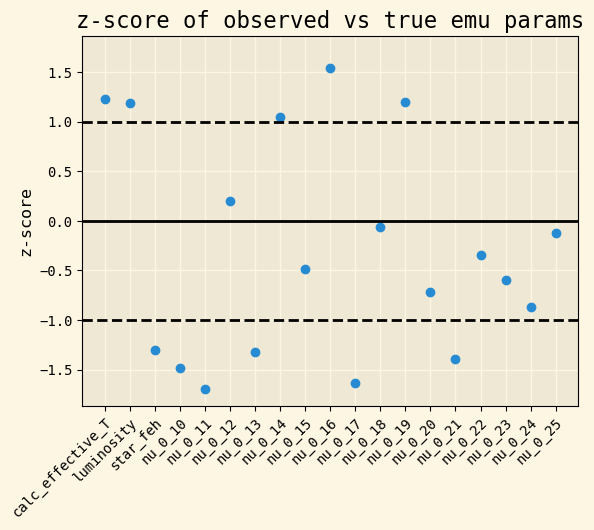 z-score of observed vs true emu params
z-score
1.5
1.0
0.5
0.0
−0.5
−1.0
−1.5
calc_effective_T
luminosity
star_feh
nu_0_10
nu_0_11
nu_0_12
nu_0_13
nu_0_14
nu_0_15
nu_0_16
nu_0_17
nu_0_18
nu_0_19
nu_0_20
nu_0_21
nu_0_22
nu_0_23
nu_0_24
nu_0_25